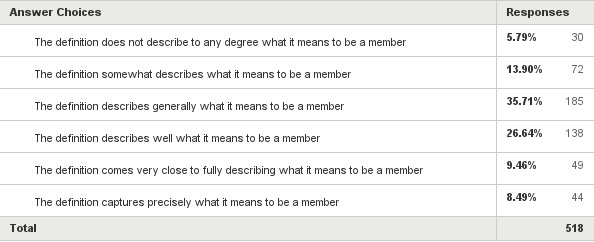 Answer Choices Responses
The definition does not describe to any degree what it means to be a member 5.79% 30
The definition somewhat describes what it means to be a member 13.90% 72
The definition describes generally what it means to be a member 35.71% 185
The definition describes well what it means to be a member 26.64% 138
The definition comes very close to fully describing what it means to be a member 9.46% 49
The definition captures precisely what it means to be a member 8.49% 44
Total 518